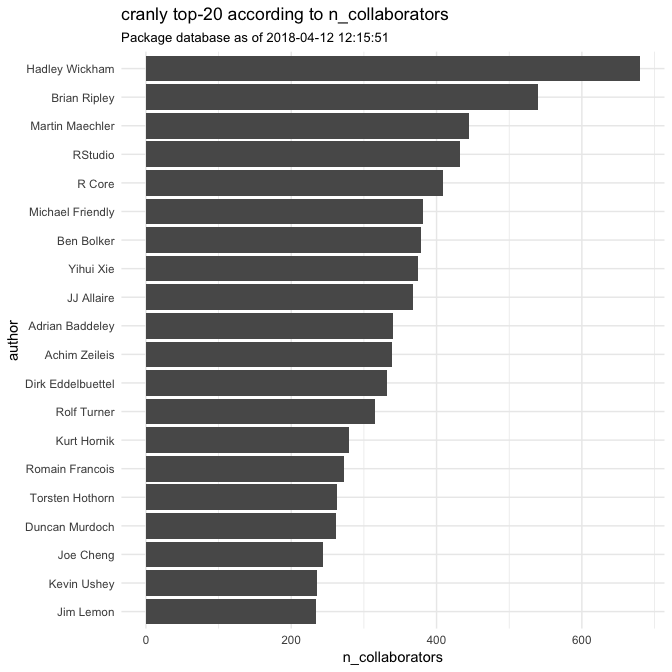 cranly top-20 according to n_collaborators
Package database as of 2018-04-12 12:15:51
Hadley Wickham
Brian Ripley
Martin Maechler
RStudio
R Core
Michael Friendly
Ben Bolker
Yihui Xie
JJ Allaire
Adrian Baddeley
Achim Zeileis
Dirk Eddelbuettel
Rolf Turner
Kurt Hornik
Romain Francois
Torsten Hothorn
Duncan Murdoch
Joe Cheng
Kevin Ushey
Jim Lemon
author
0 200 400 600
n_collaborators